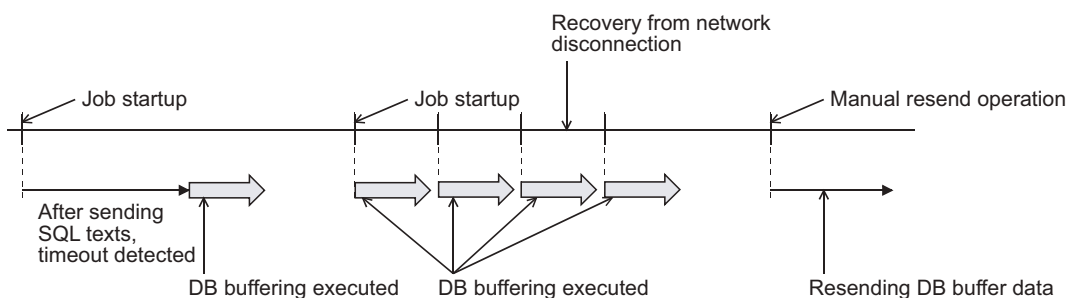 Recovery from network
disconnection
Job startup
Job startup
Manual resend operation
After sending
SQL texts,
timeout detected
DB buffering executed
DB buffering executed
Resending DB buffer data